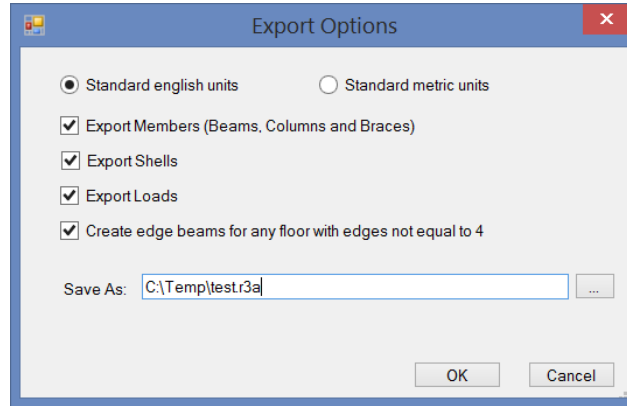 Export Options
Standard english units Standard metric units
Export Members (Beams, Columns and Braces)
Export Shells
Export Loads
Create edge beams for any floor with edges not equal to 4
Save As: C:\Temp\test.r3a ...
OK Cancel